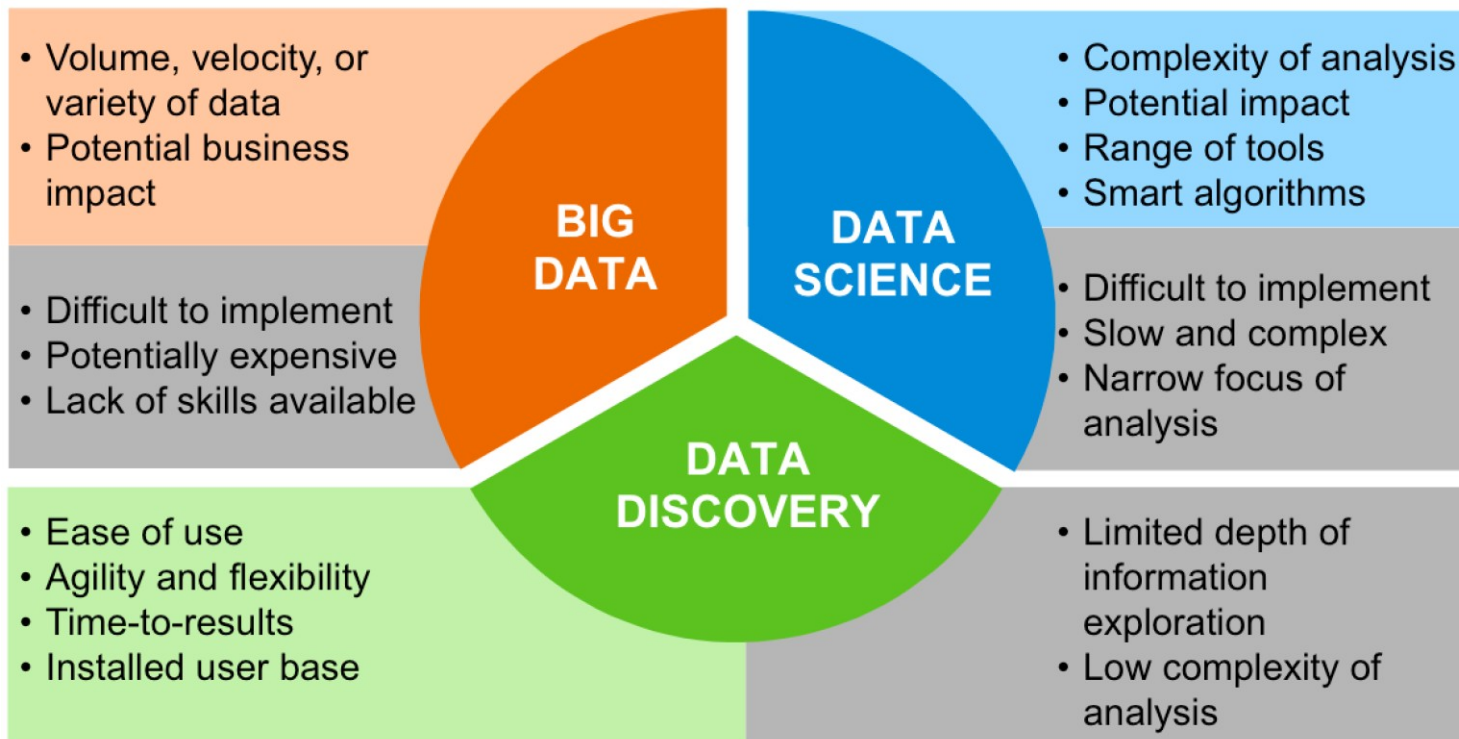 • Volume, velocity, or
variety of data
• Potential business
impact
• Difficult to implement
• Potentially expensive
• Lack of skills available
BIG
DATA
DATA
SCIENCE
• Complexity of analysis
• Potential impact
• Range of tools
• Smart algorithms
• Difficult to implement
• Slow and complex
• Narrow focus of
analysis
DATA
DISCOVERY
• Ease of use
• Agility and flexibility
• Time-to-results
• Installed user base
• Limited depth of
information
exploration
• Low complexity of
analysis